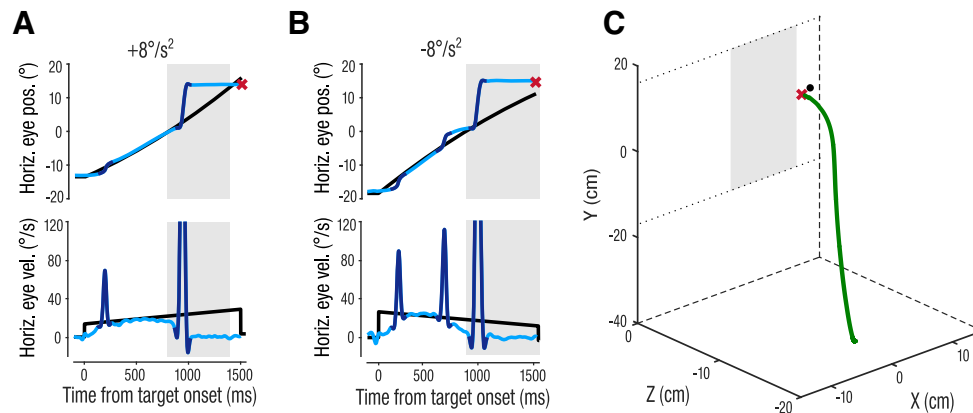 A
+8°/s2
Horiz. eye pos. (°)
20
10
0
-10
-20
Horiz. eye vel. (°/s)
120
80
40
0
0
500
1000
1500
Time from target onset (ms)
B
-8°/s2
Horiz. eye pos. (°)
20
10
0
-10
-20
Horiz. eye vel. (°/s)
120
80
40
0
0
500
1000
1500
Time from target onset (ms)
C
Y (cm)
20
0
-20
-40
0
-10
-20
Z (cm)
-10
0
10
X (cm)